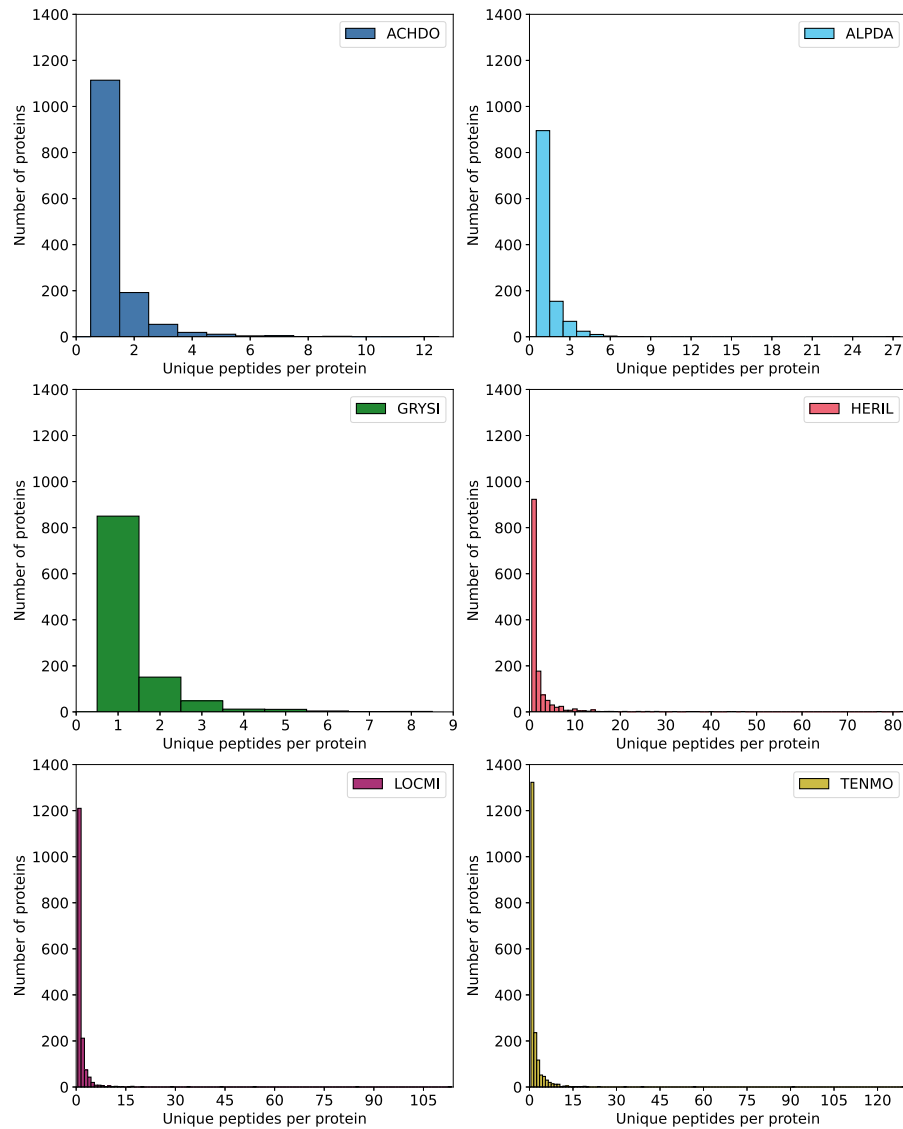 1400
1200
1000
800
600
400
200
0
Number of proteins
ACHDO
0 2 4 6 8 10 12
Unique peptides per protein
1400
1200
1000
800
600
400
200
0
Number of proteins
ALPDA
0 3 6 9 12 15 18 21 24 27
Unique peptides per protein
1400
1200
1000
800
600
400
200
0
Number of proteins
GRYSI
0 1 2 3 4 5 6 7 8 9
Unique peptides per protein
1400
1200
1000
800
600
400
200
0
Number of proteins
HERIL
0 10 20 30 40 50 60 70 80
Unique peptides per protein
1400
1200
1000
800
600
400
200
0
Number of proteins
LOCMI
0 15 30 45 60 75 90 105
Unique peptides per protein
1400
1200
1000
800
600
400
200
0
Number of proteins
TENMO
0 15 30 45 60 75 90 105 120
Unique peptides per protein